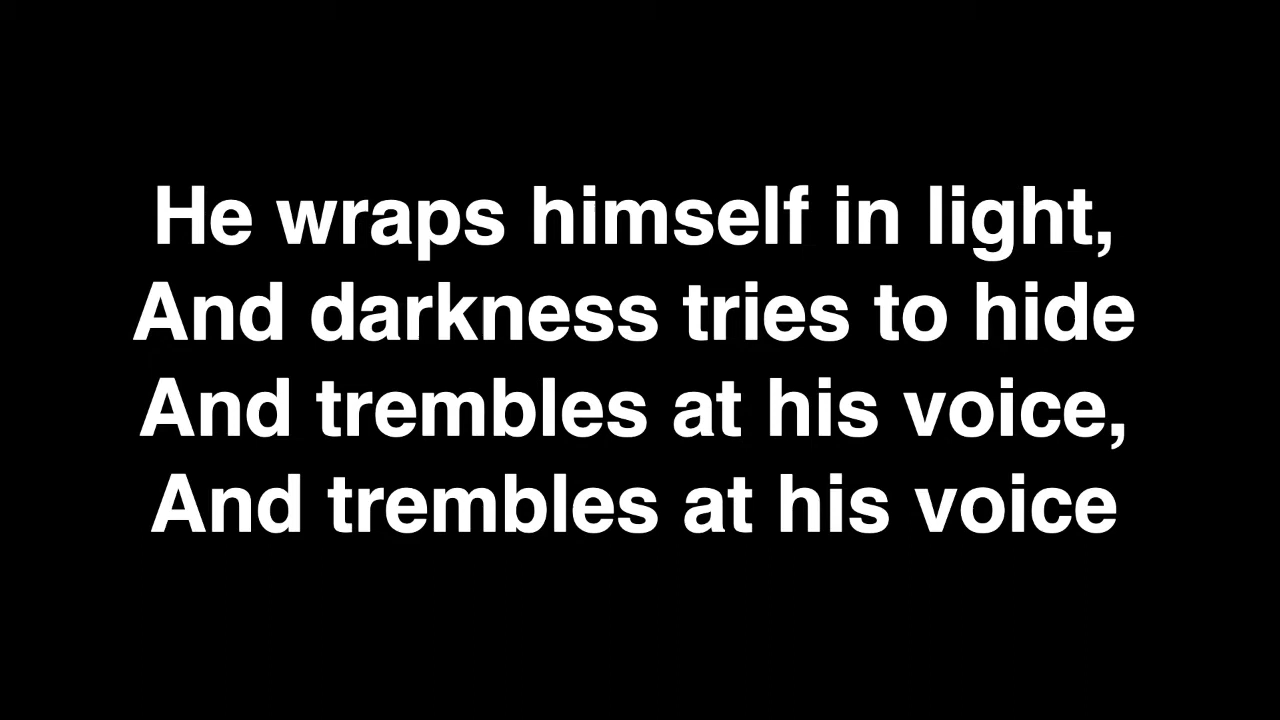 He wraps himself in light,
And darkness tries to hide
And trembles at his voice,
And trembles at his voice